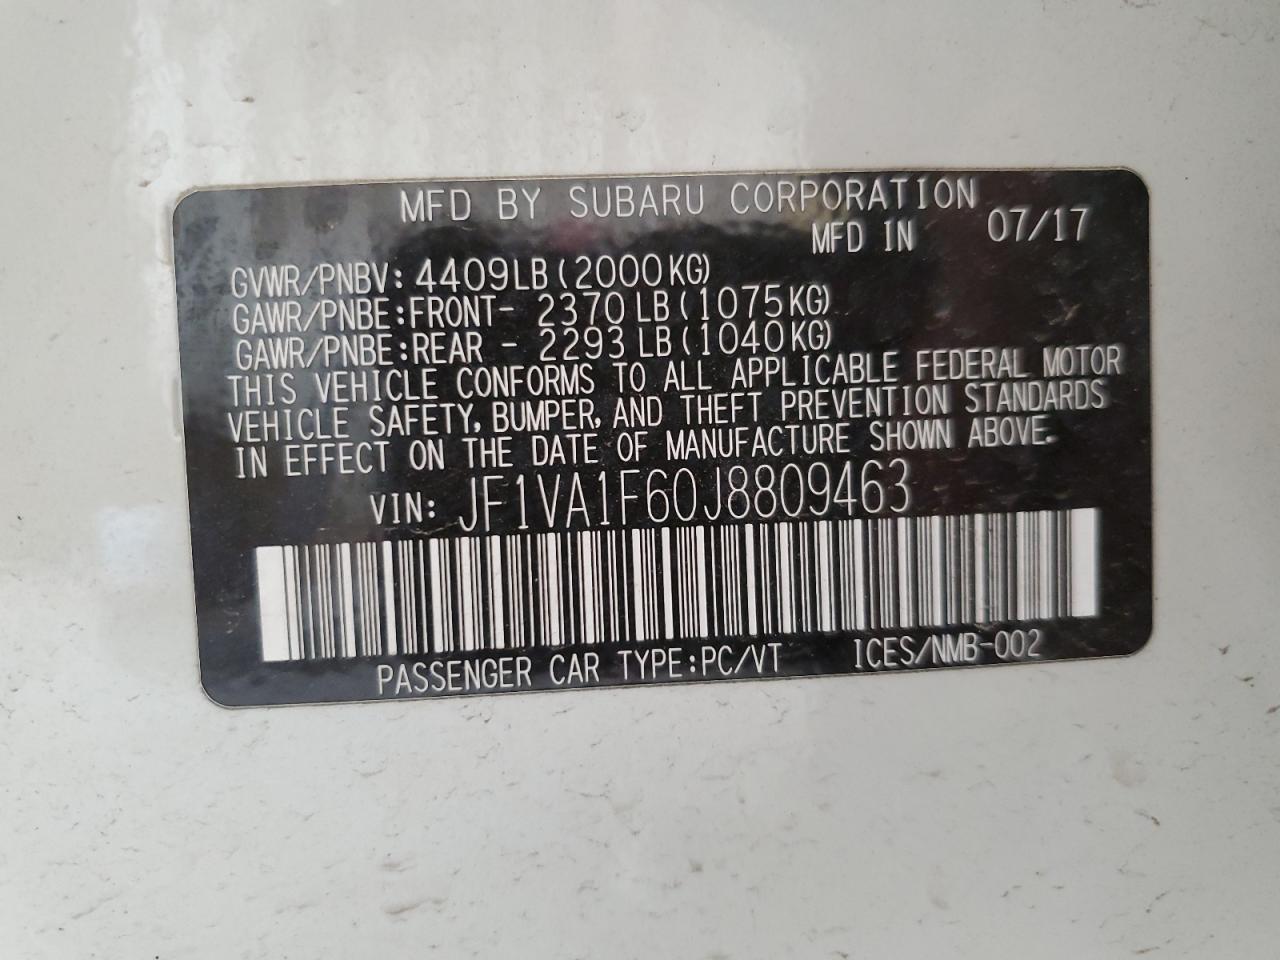 MFD BY SUBARU CORPORATION
MFD IN 07/17
GVWR/PNBV: 4409LB (2000KG)
GAWR/PNBE:FRONT- 2370 LB (1075KG)
GAWR/PNBE:REAR - 2293 LB (1040KG)
THIS VEHICLE CONFORMS TO ALL APPLICABLE FEDERAL MOTOR
VEHICLE SAFETY, BUMPER, AND THEFT PREVENTION STANDARDS
IN EFFECT ON THE DATE OF MANUFACTURE SHOWN ABOVE.
VIN: JF1VA1F60J8809463
PASSENGER CAR TYPE:PC/VT ICES/NMB-002